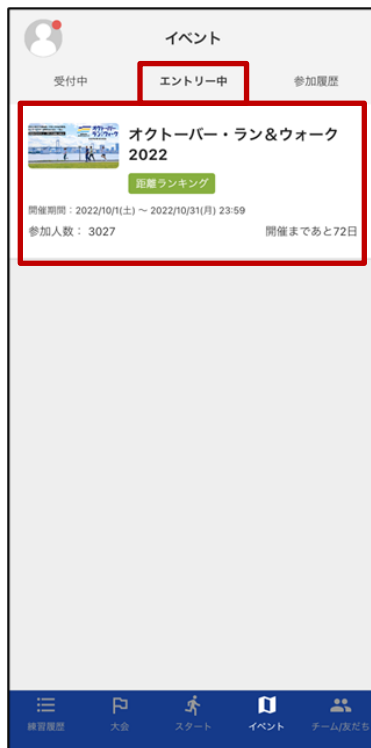 イベント
受付中 エントリー中 参加履歴
オクトーバー・ラン&ウォーク
2022
距離ランキング
開催期間：2022/10/1(土) ～ 2022/10/31(月) 23:59
参加人数： 3027 開催まであと72日
練習履歴 大会 スタート イベント チーム/友だち